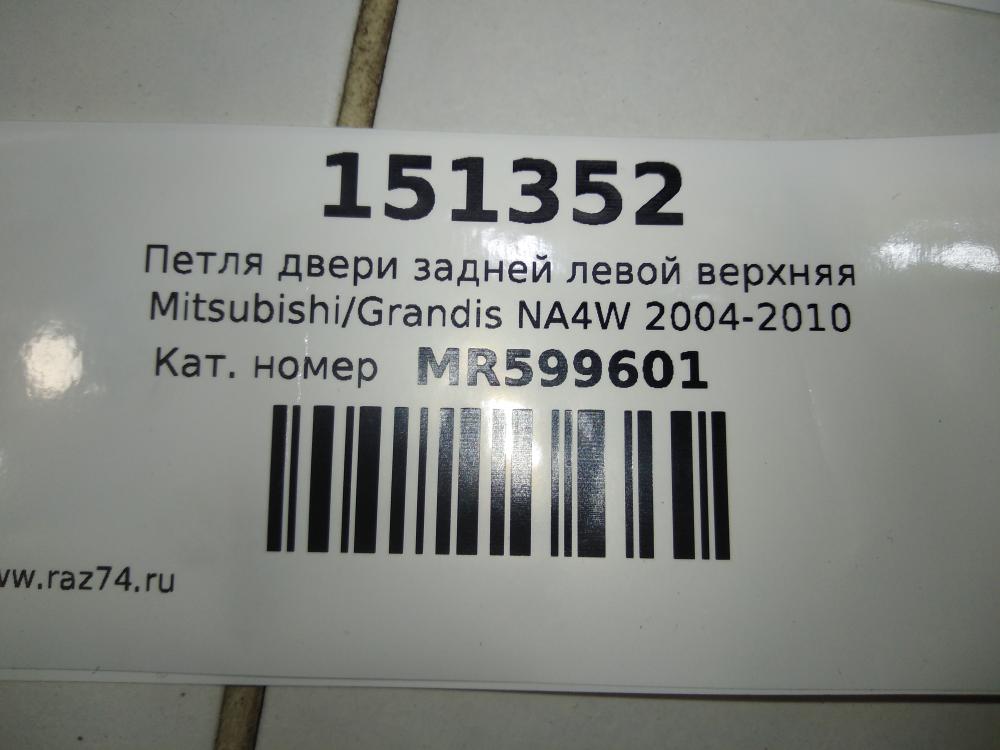 151352
Петля двери задней левой верхняя
Mitsubishi/Grandis NA4W 2004-2010
Кат. номер MR599601
ww.raz74.ru